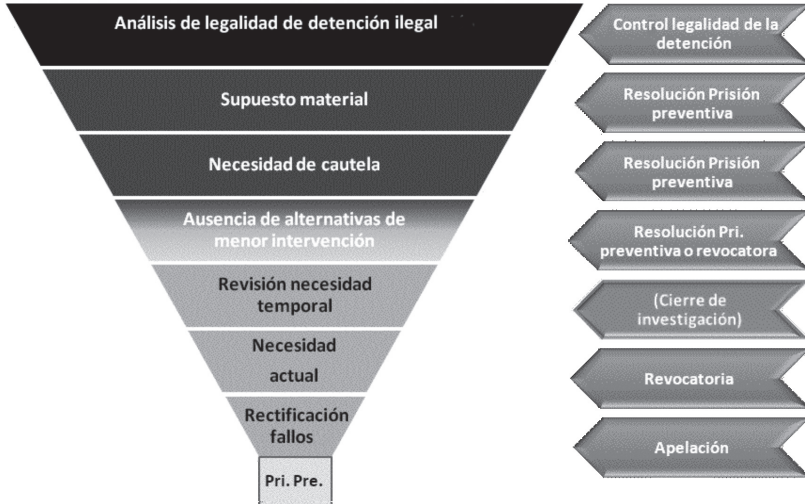 Análisis de legalidad de detención ilegal
Control legalidad de la
detención
Supuesto material
Resolución Prisión
preventiva
Necesidad de cautela
Resolución Prisión
preventiva
Ausencia de alternativas de
menor intervención
Resolución Pri.
preventiva o revocatora
Revisión necesidad
temporal
(Cierre de
investigación)
Necesidad
actual
Revocatoria
Rectificación
fallos
Apelación
Pri. Pre.